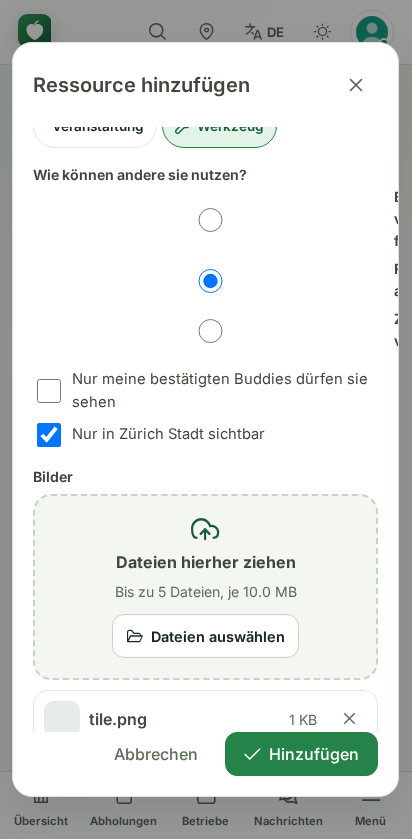 DE
Ressource hinzufügen
Veranstaltung Werkzeug
Wie können andere sie nutzen?
Nur meine bestätigten Buddies dürfen sie
sehen
Nur in Zürich Stadt sichtbar
Bilder
Dateien hierher ziehen
Bis zu 5 Dateien, je 10.0 MB
Dateien auswählen
tile.png 1 KB
Abbrechen Hinzufügen
Übersicht Abholungen Betriebe Nachrichten Menü